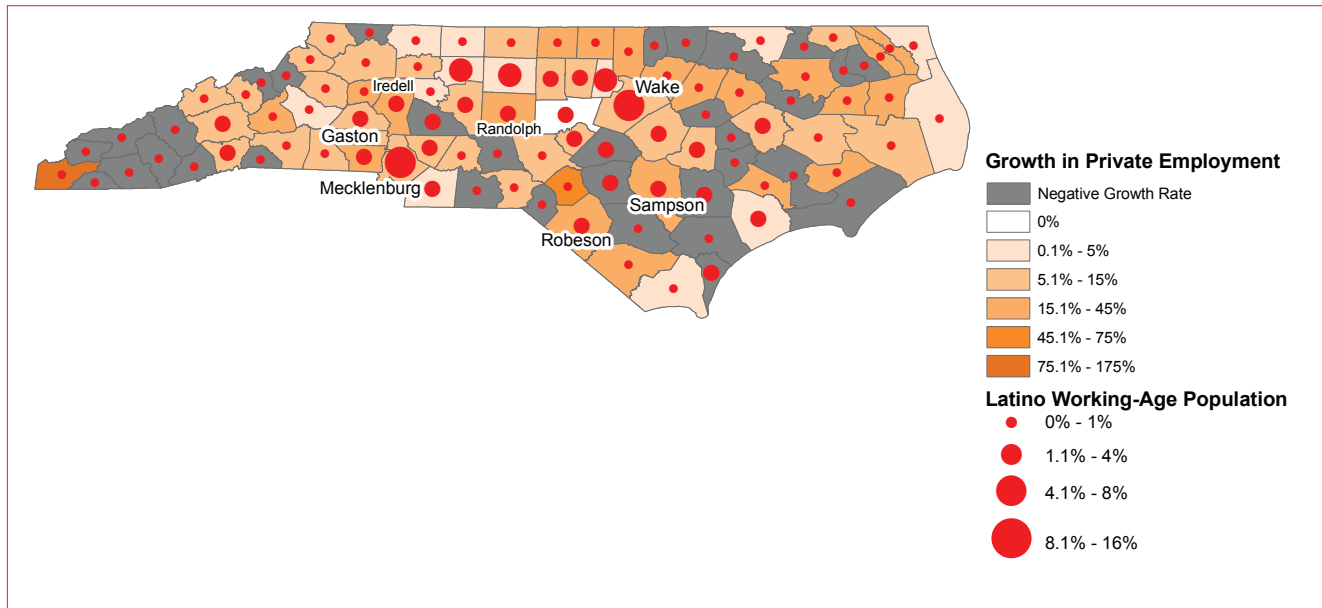 Wake
Iredell
Randolph
Gaston
Mecklenburg
Sampson
Robeson
Growth in Private Employment
Negative Growth Rate
0%
0.1% - 5%
5.1% - 15%
15.1% - 45%
45.1% - 75%
75.1% - 175%
Latino Working-Age Population
0% - 1%
1.1% - 4%
4.1% - 8%
8.1% - 16%